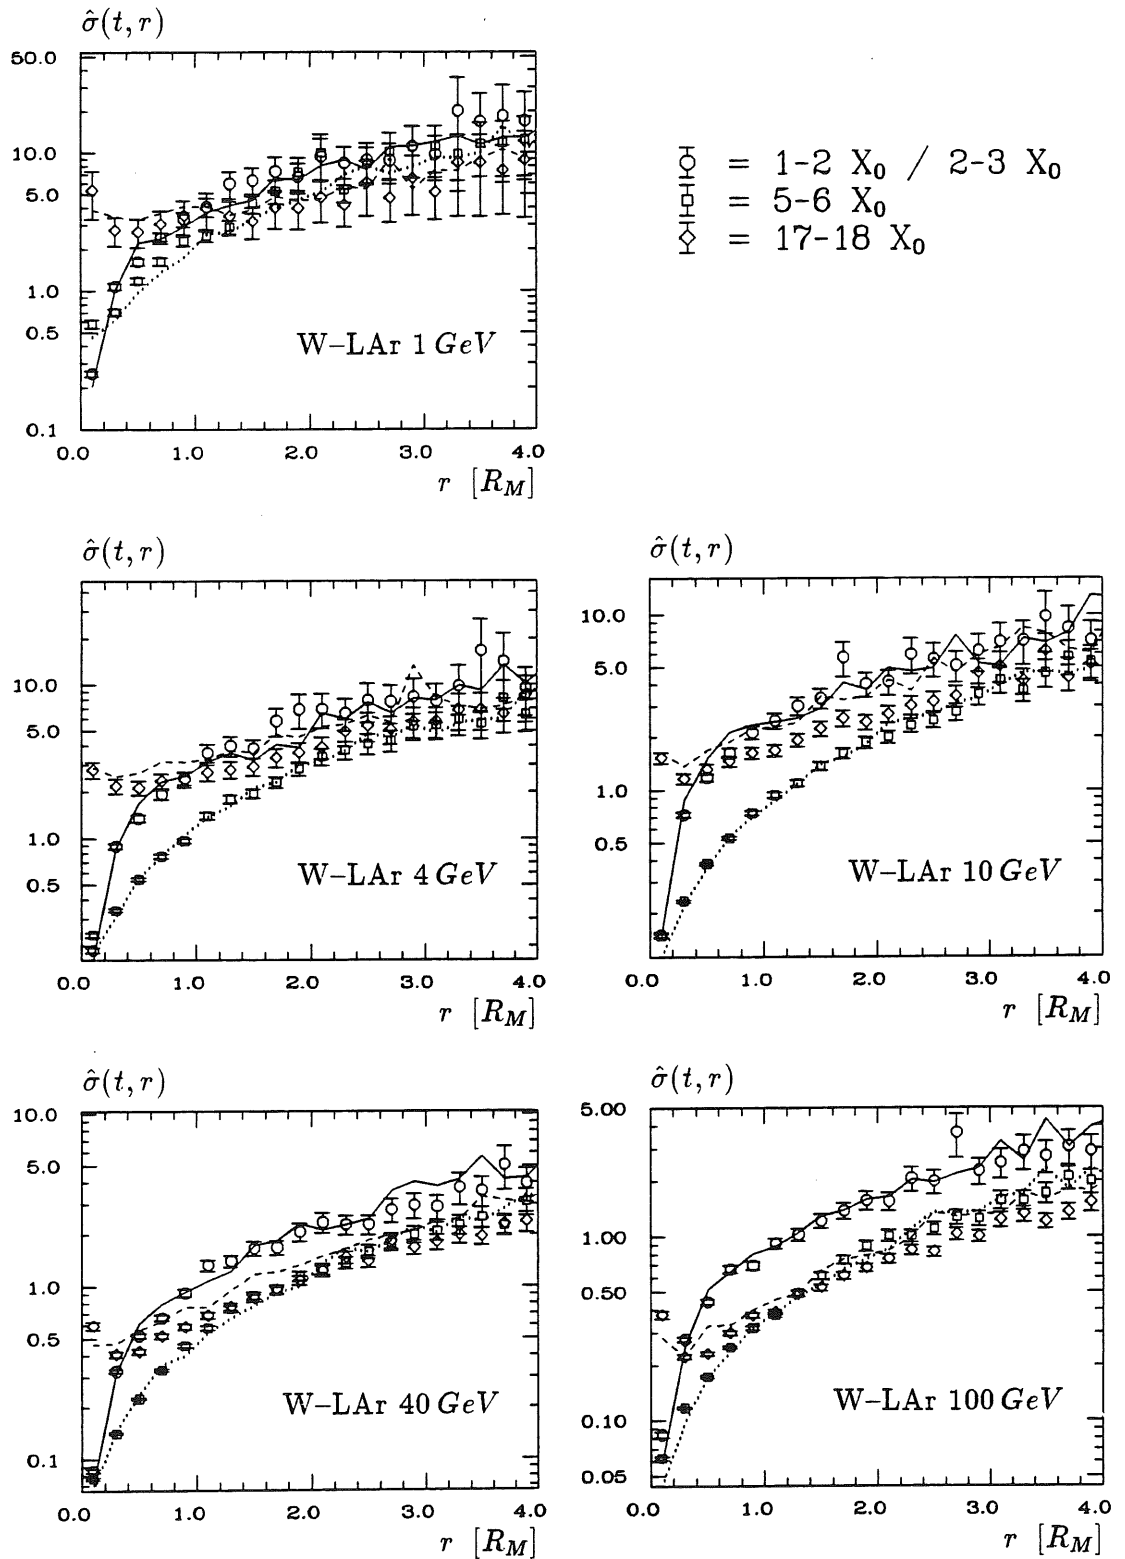 σ̂(t, r)
50.0
10.0
5.0
1.0
0.5
0.1
W–LAr 1 GeV
0.0 1.0 2.0 3.0 4.0
r [R_M]
= 1-2 X₀ / 2-3 X₀
= 5-6 X₀
= 17-18 X₀
σ̂(t, r)
10.0
5.0
1.0
0.5
W–LAr 4 GeV
0.0 1.0 2.0 3.0 4.0
r [R_M]
σ̂(t, r)
10.0
5.0
1.0
0.5
W–LAr 10 GeV
0.0 1.0 2.0 3.0 4.0
r [R_M]
σ̂(t, r)
10.0
5.0
1.0
0.5
0.1
W–LAr 40 GeV
0.0 1.0 2.0 3.0 4.0
r [R_M]
σ̂(t, r)
5.00
1.00
0.50
0.10
0.05
W–LAr 100 GeV
0.0 1.0 2.0 3.0 4.0
r [R_M]